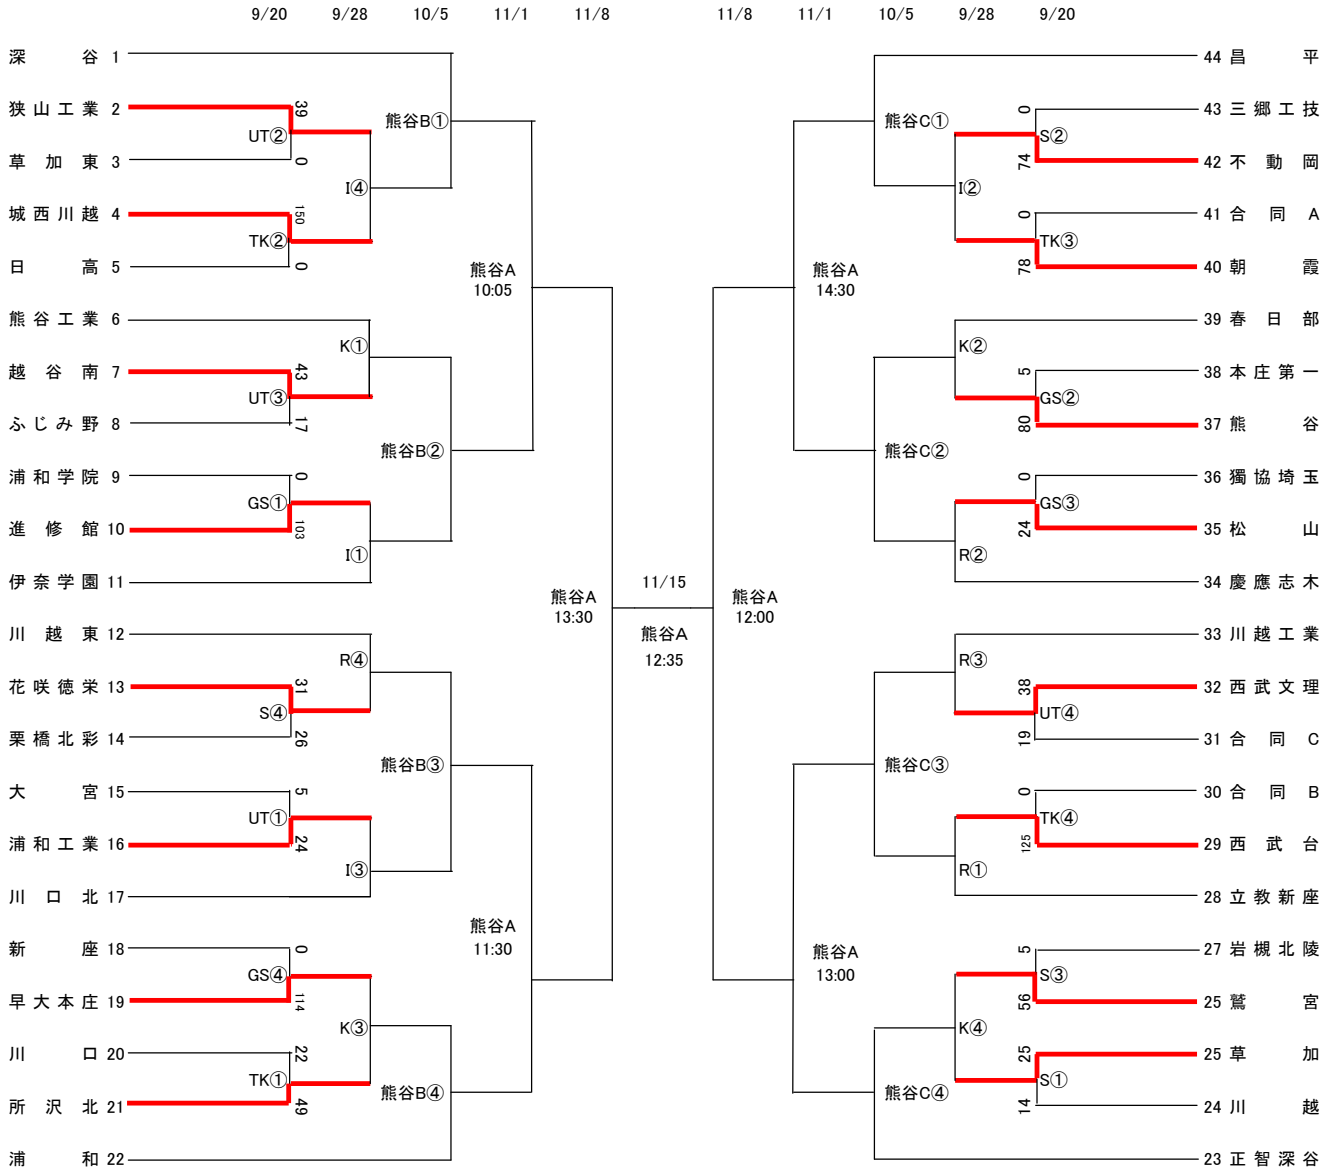 9/20 9/28 10/5 11/1 11/8 11/8 11/1 10/5 9/28 9/20
深谷 1
44 昌平
狭山工業 2
39
熊谷B①
熊谷C①
0
43 三郷工技
UT②
S②
草加東 3
0
74
42 不動岡
I④
I②
城西川越 4
150
0
41 合同A
TK②
TK③
日高 5
0
熊谷A
10:05
熊谷A
14:30
78
40 朝霞
熊谷工業 6
39 春日部
K①
K②
越谷南 7
43
5
38 本庄第一
UT③
GS②
ふじみ野 8
17
80
37 熊谷
熊谷B②
熊谷C②
浦和学院 9
0
0
36 獨協埼玉
GS①
GS③
進修館 10
103
24
35 松山
I①
R②
伊奈学園 11
34 慶應志木
熊谷A
13:30
11/15
熊谷A
12:35
熊谷A
12:00
川越東 12
33 川越工業
R④
R③
花咲徳栄 13
31
38
32 西武文理
S④
UT④
栗橋北彩 14
26
19
31 合同C
熊谷B③
熊谷C③
大宮 15
5
0
30 合同B
UT①
TK④
浦和工業 16
24
125
29 西武台
I③
R①
川口北 17
28 立教新座
熊谷A
11:30
熊谷A
13:00
新座 18
0
5
27 岩槻北陵
GS④
S③
早大本庄 19
114
56
25 鷲宮
K③
K④
川口 20
22
25
25 草加
TK①
S①
熊谷B④
熊谷C④
所沢北 21
49
14
24 川越
浦和 22
23 正智深谷